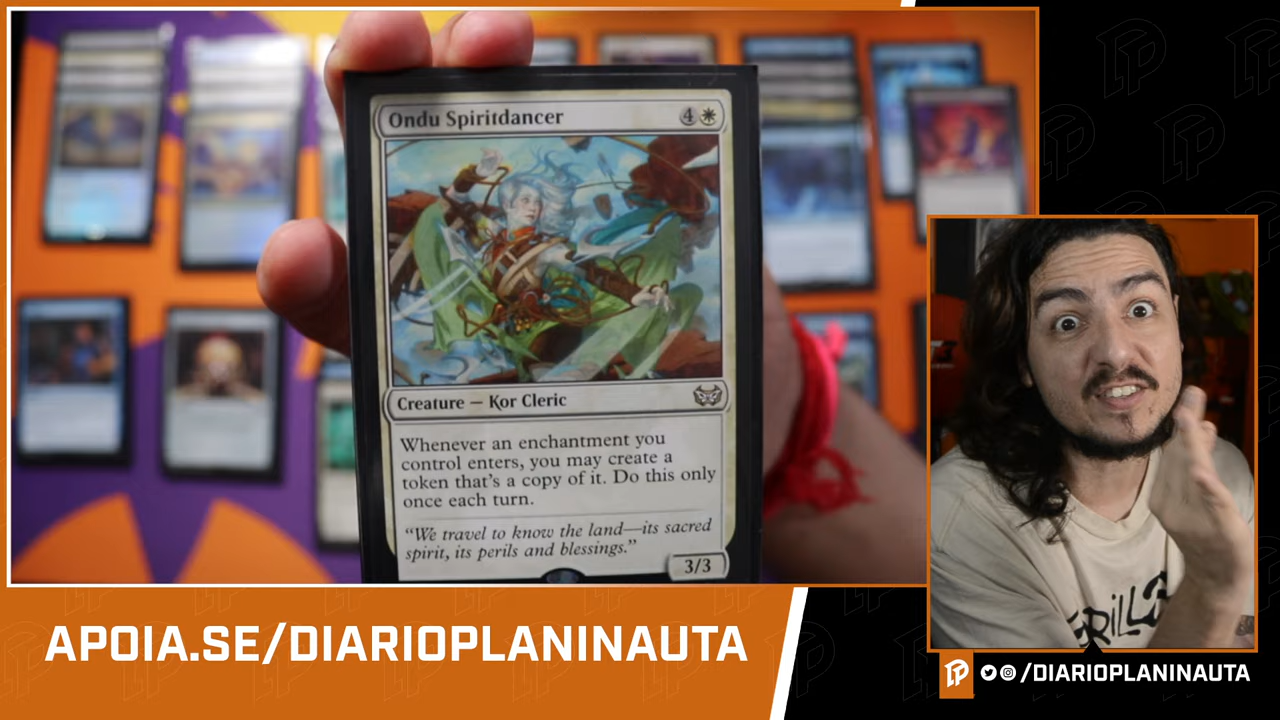 Ondu Spiritdancer
4
Creature — Kor Cleric
Whenever an enchantment you
control enters, you may create a
token that's a copy of it. Do this only
once each turn.
"We travel to know the land—its sacred
spirit, its perils and blessings."
3/3
APOIA.SE/DIARIOPLANINAUTA
/DIARIOPLANINAUTA